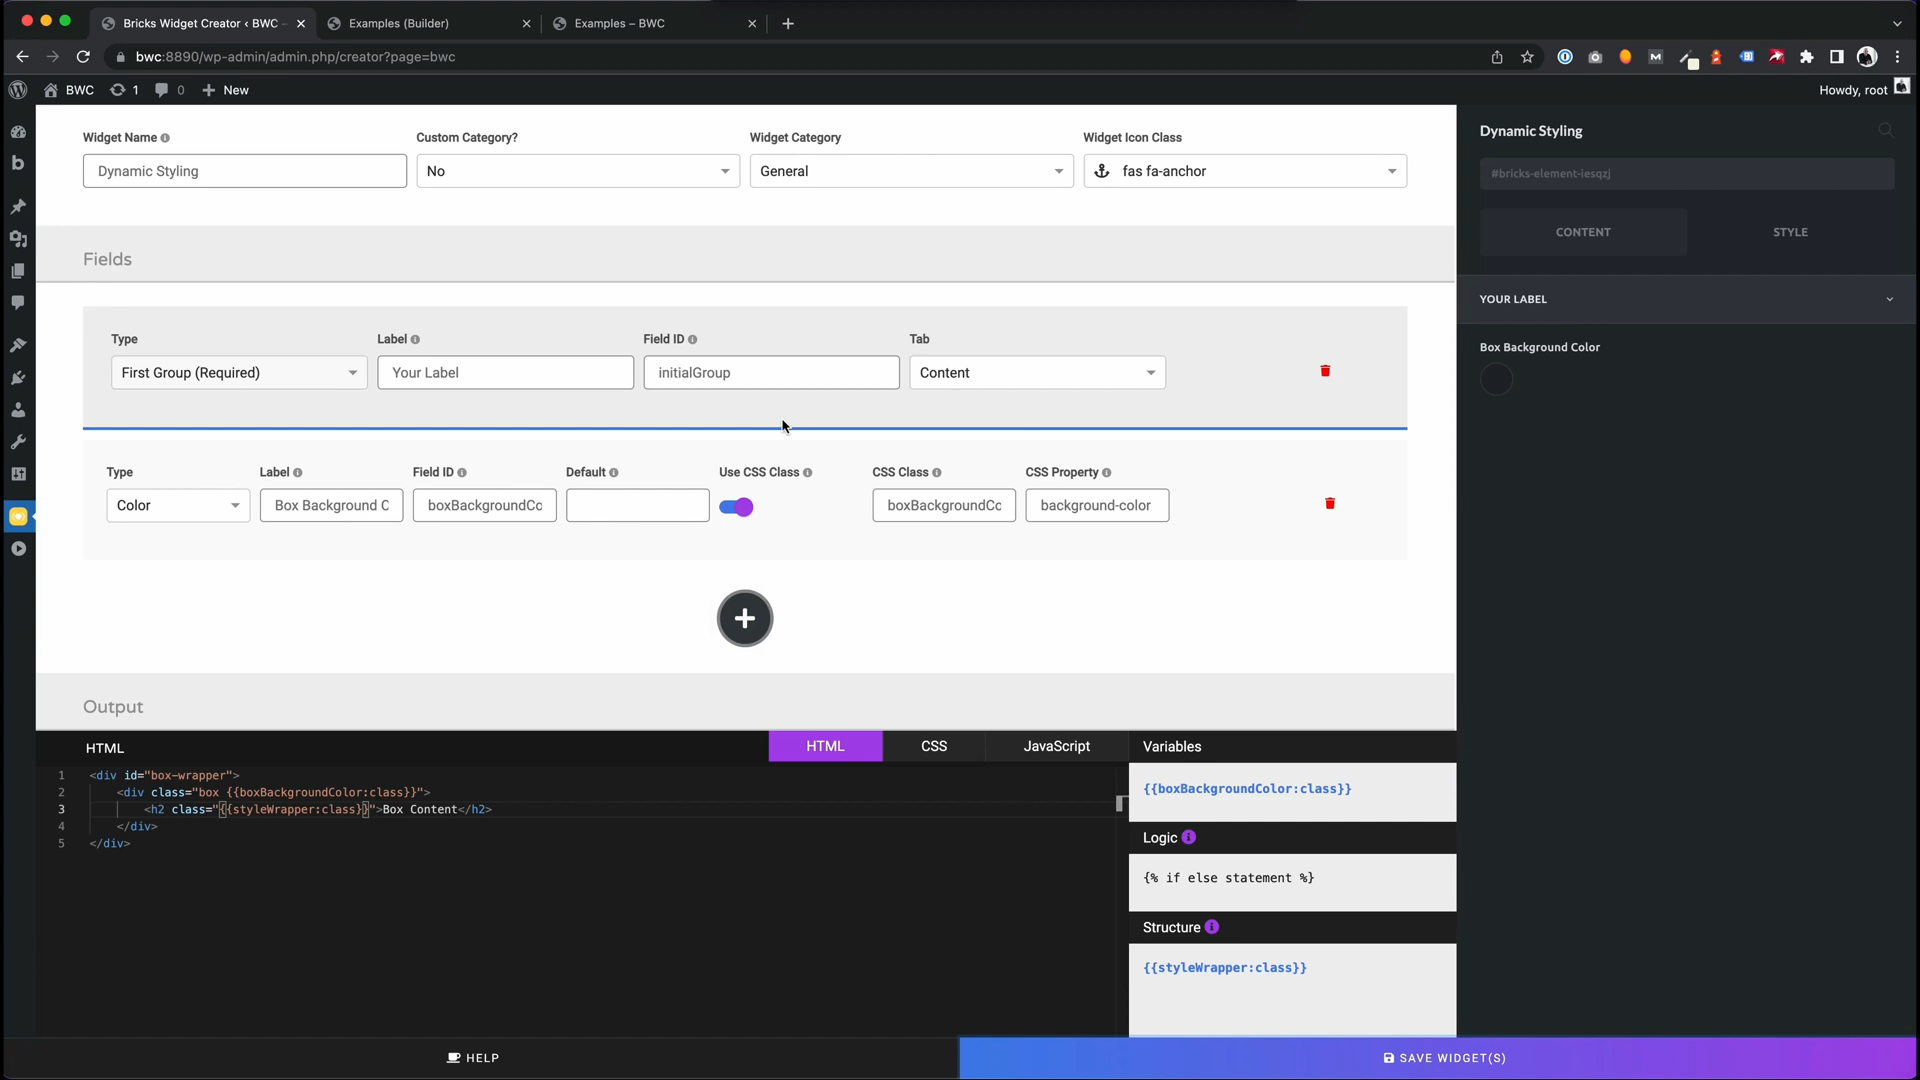 Bricks Widget Creator ‹ BWC -
Examples (Builder)
Examples – BWC
bwc:8890/wp-admin/admin.php/creator?page=bwc
BWC
1
0
New
Howdy, root
Widget Name
Custom Category?
Widget Category
Widget Icon Class
Dynamic Styling
No
General
fas fa-anchor
Fields
Type
Label
Field ID
Tab
First Group (Required)
Your Label
initialGroup
Content
Type
Label
Field ID
Default
Use CSS Class
CSS Class
CSS Property
Color
Box Background C
boxBackgroundCo
boxBackgroundCc
background-color
Output
HTML
HTML
CSS
JavaScript
Variables
1 <div id="box-wrapper">
2 <div class="box {{boxBackgroundColor:class}}">
3 <h2 class="{{styleWrapper:class}}">Box Content</h2>
4 </div>
5 </div>
{{boxBackgroundColor:class}}
Logic
{% if else statement %}
Structure
{{styleWrapper:class}}
Dynamic Styling
#bricks-element-iesqzj
CONTENT
STYLE
YOUR LABEL
Box Background Color
HELP
SAVE WIDGET(S)